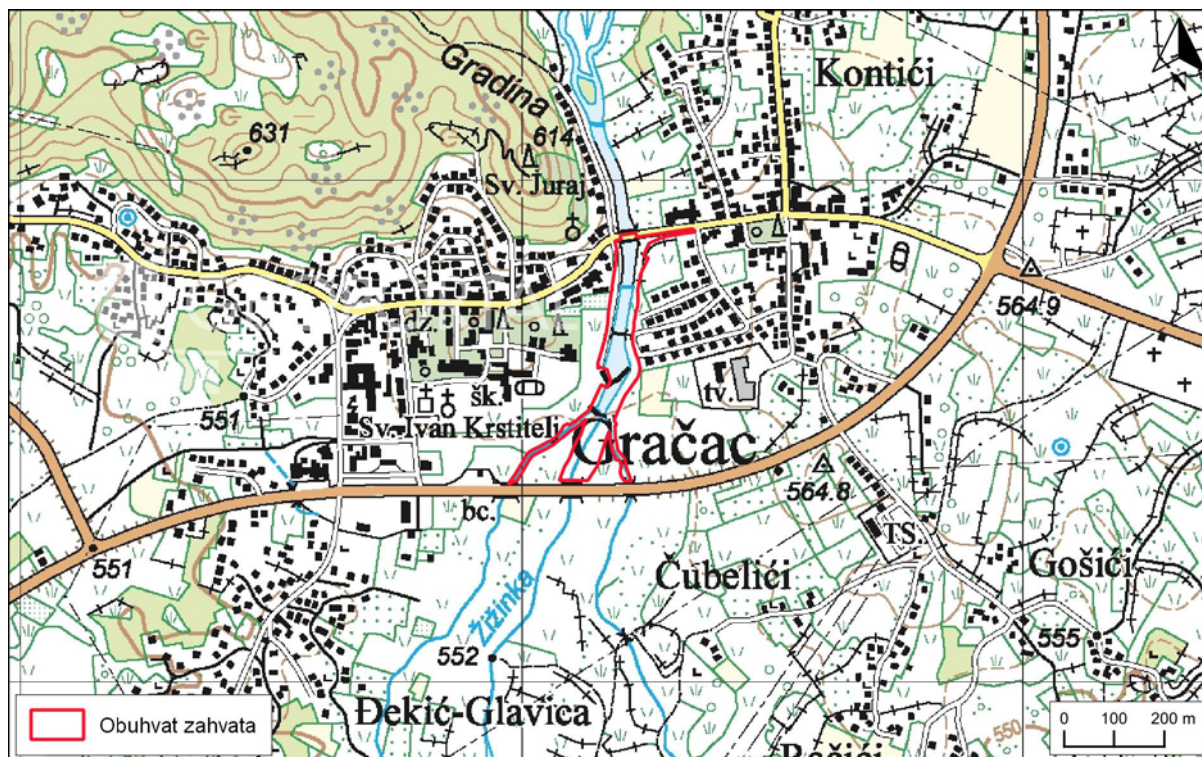 Gradina
Kontići
N
631
614
Sv. Juraj
564.9
dz.
šk.
tv.
551
Sv. Ivan Krstitelj
Gračac
564.8
bc.
T.S.
551
Čubelići
Gošići
Žižinka
552
555
Đekić-Glavica
550
Obuhvat zahvata
0 100 200 m